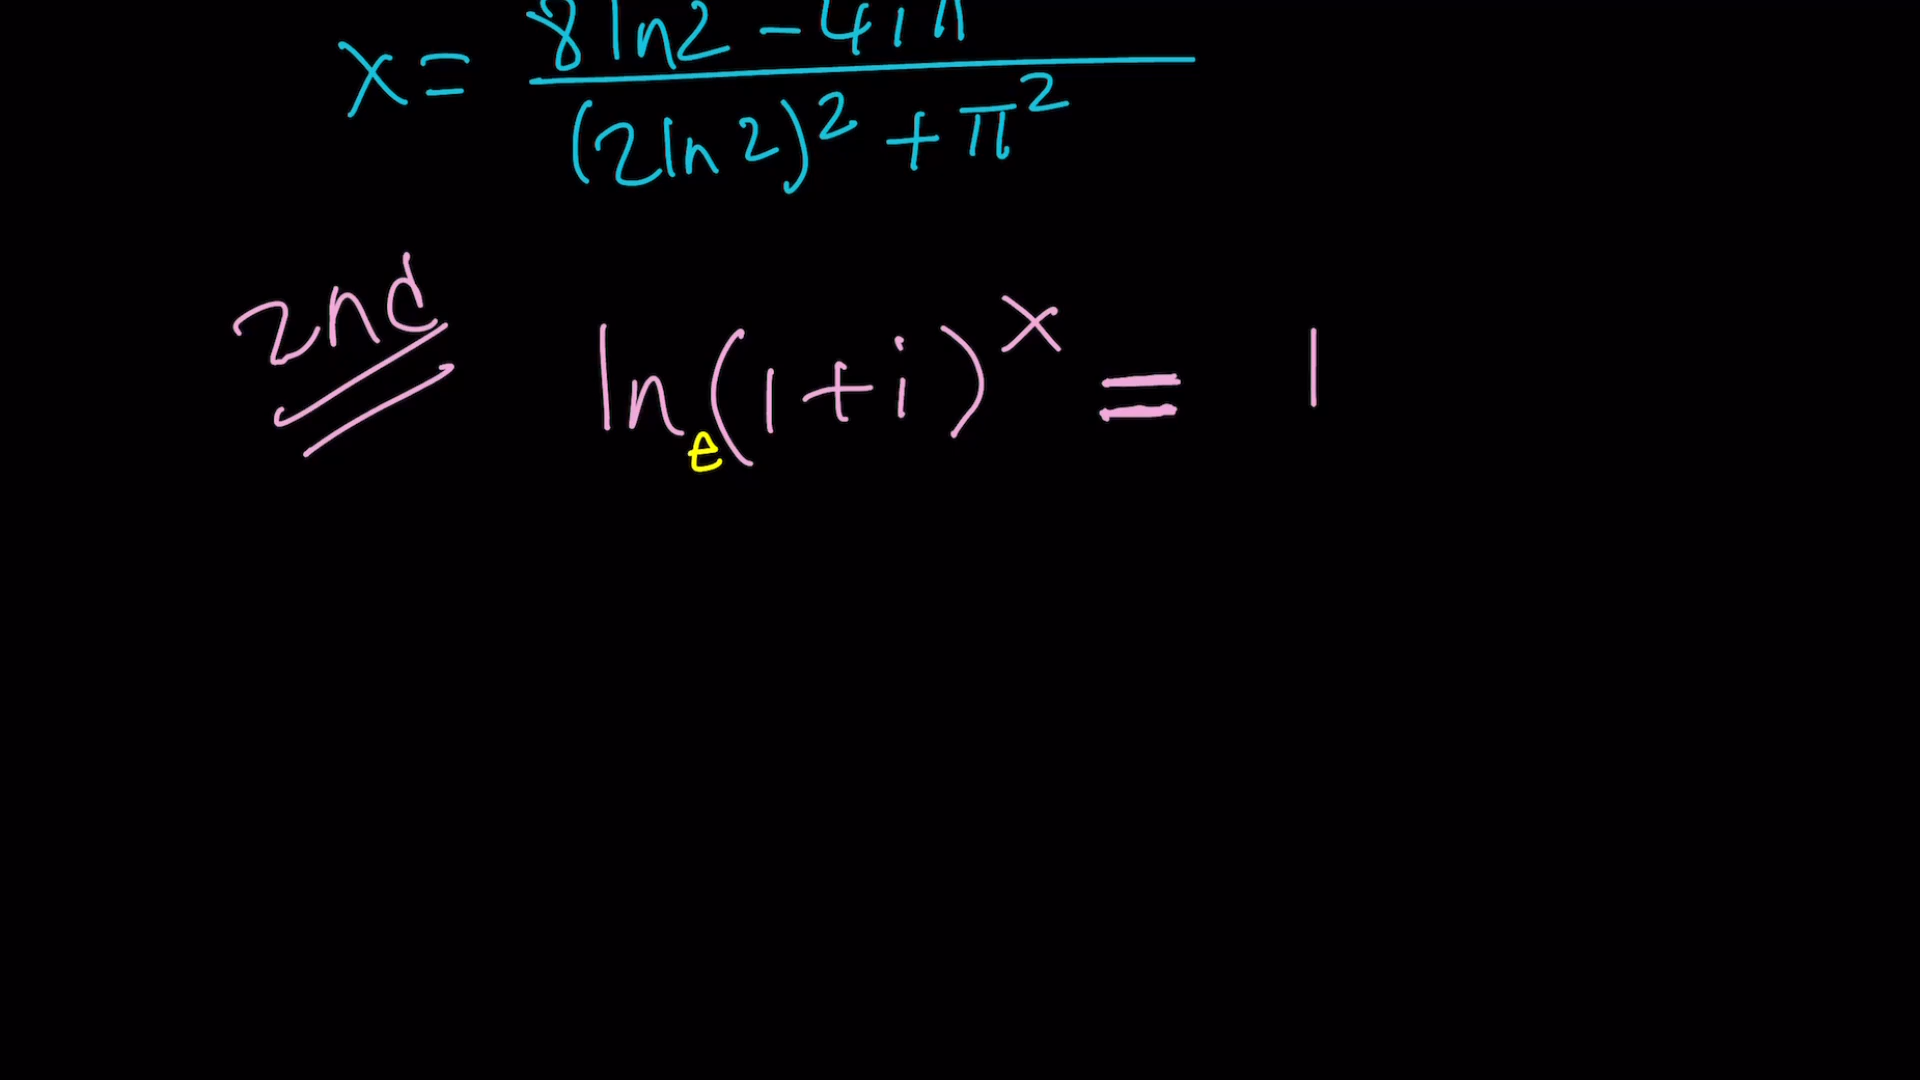 x = 8ln2 - 4iπ / (2ln2)² + π²
2nd ln_e(1+i)^x = 1